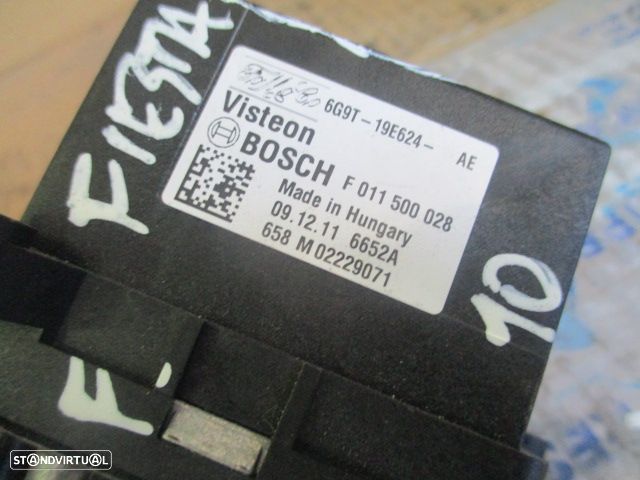 FIESTA
6G9T-19E624- AE
Visteon
BOSCH F 011 500 028
Made in Hungary
09.12.11 6652A
658 M 02229071
10
F.
STANDVIRTUAL